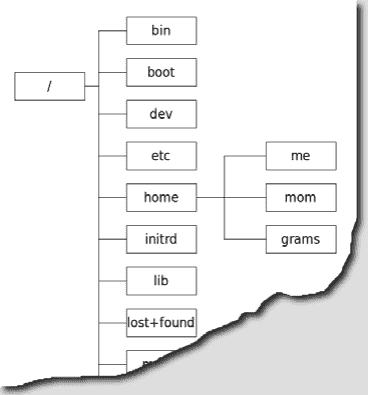 /
bin
boot
dev
etc
home
me
mom
grams
initrd
lib
lost+found